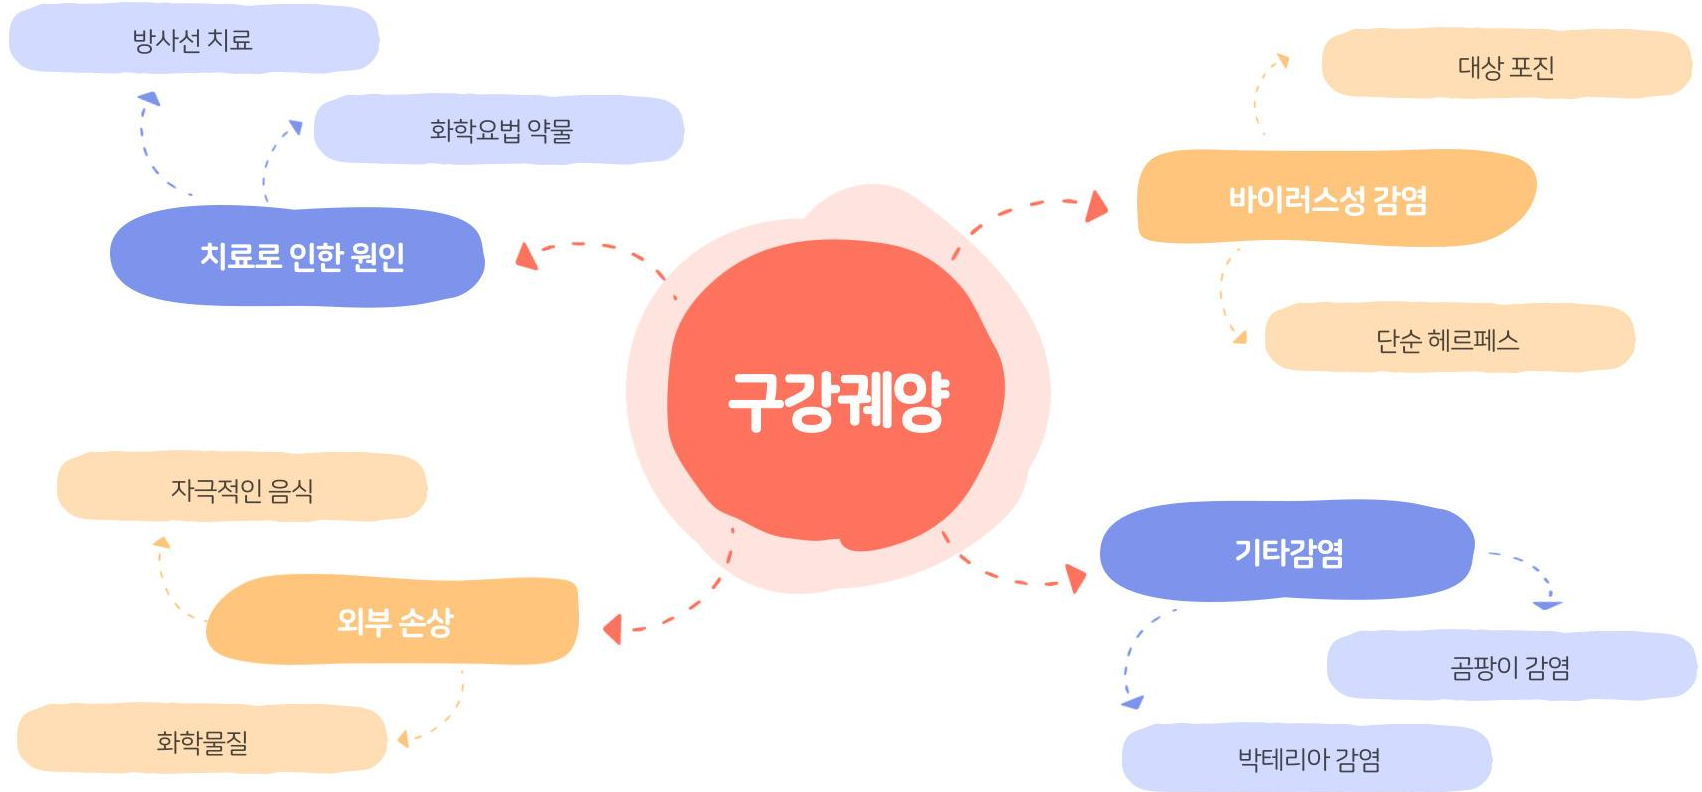 방사선 치료
화학요법 약물
치료로 인한 원인
대상 포진
바이러스성 감염
단순 헤르페스
구강궤양
자극적인 음식
외부 손상
화학물질
기타감염
곰팡이 감염
박테리아 감염